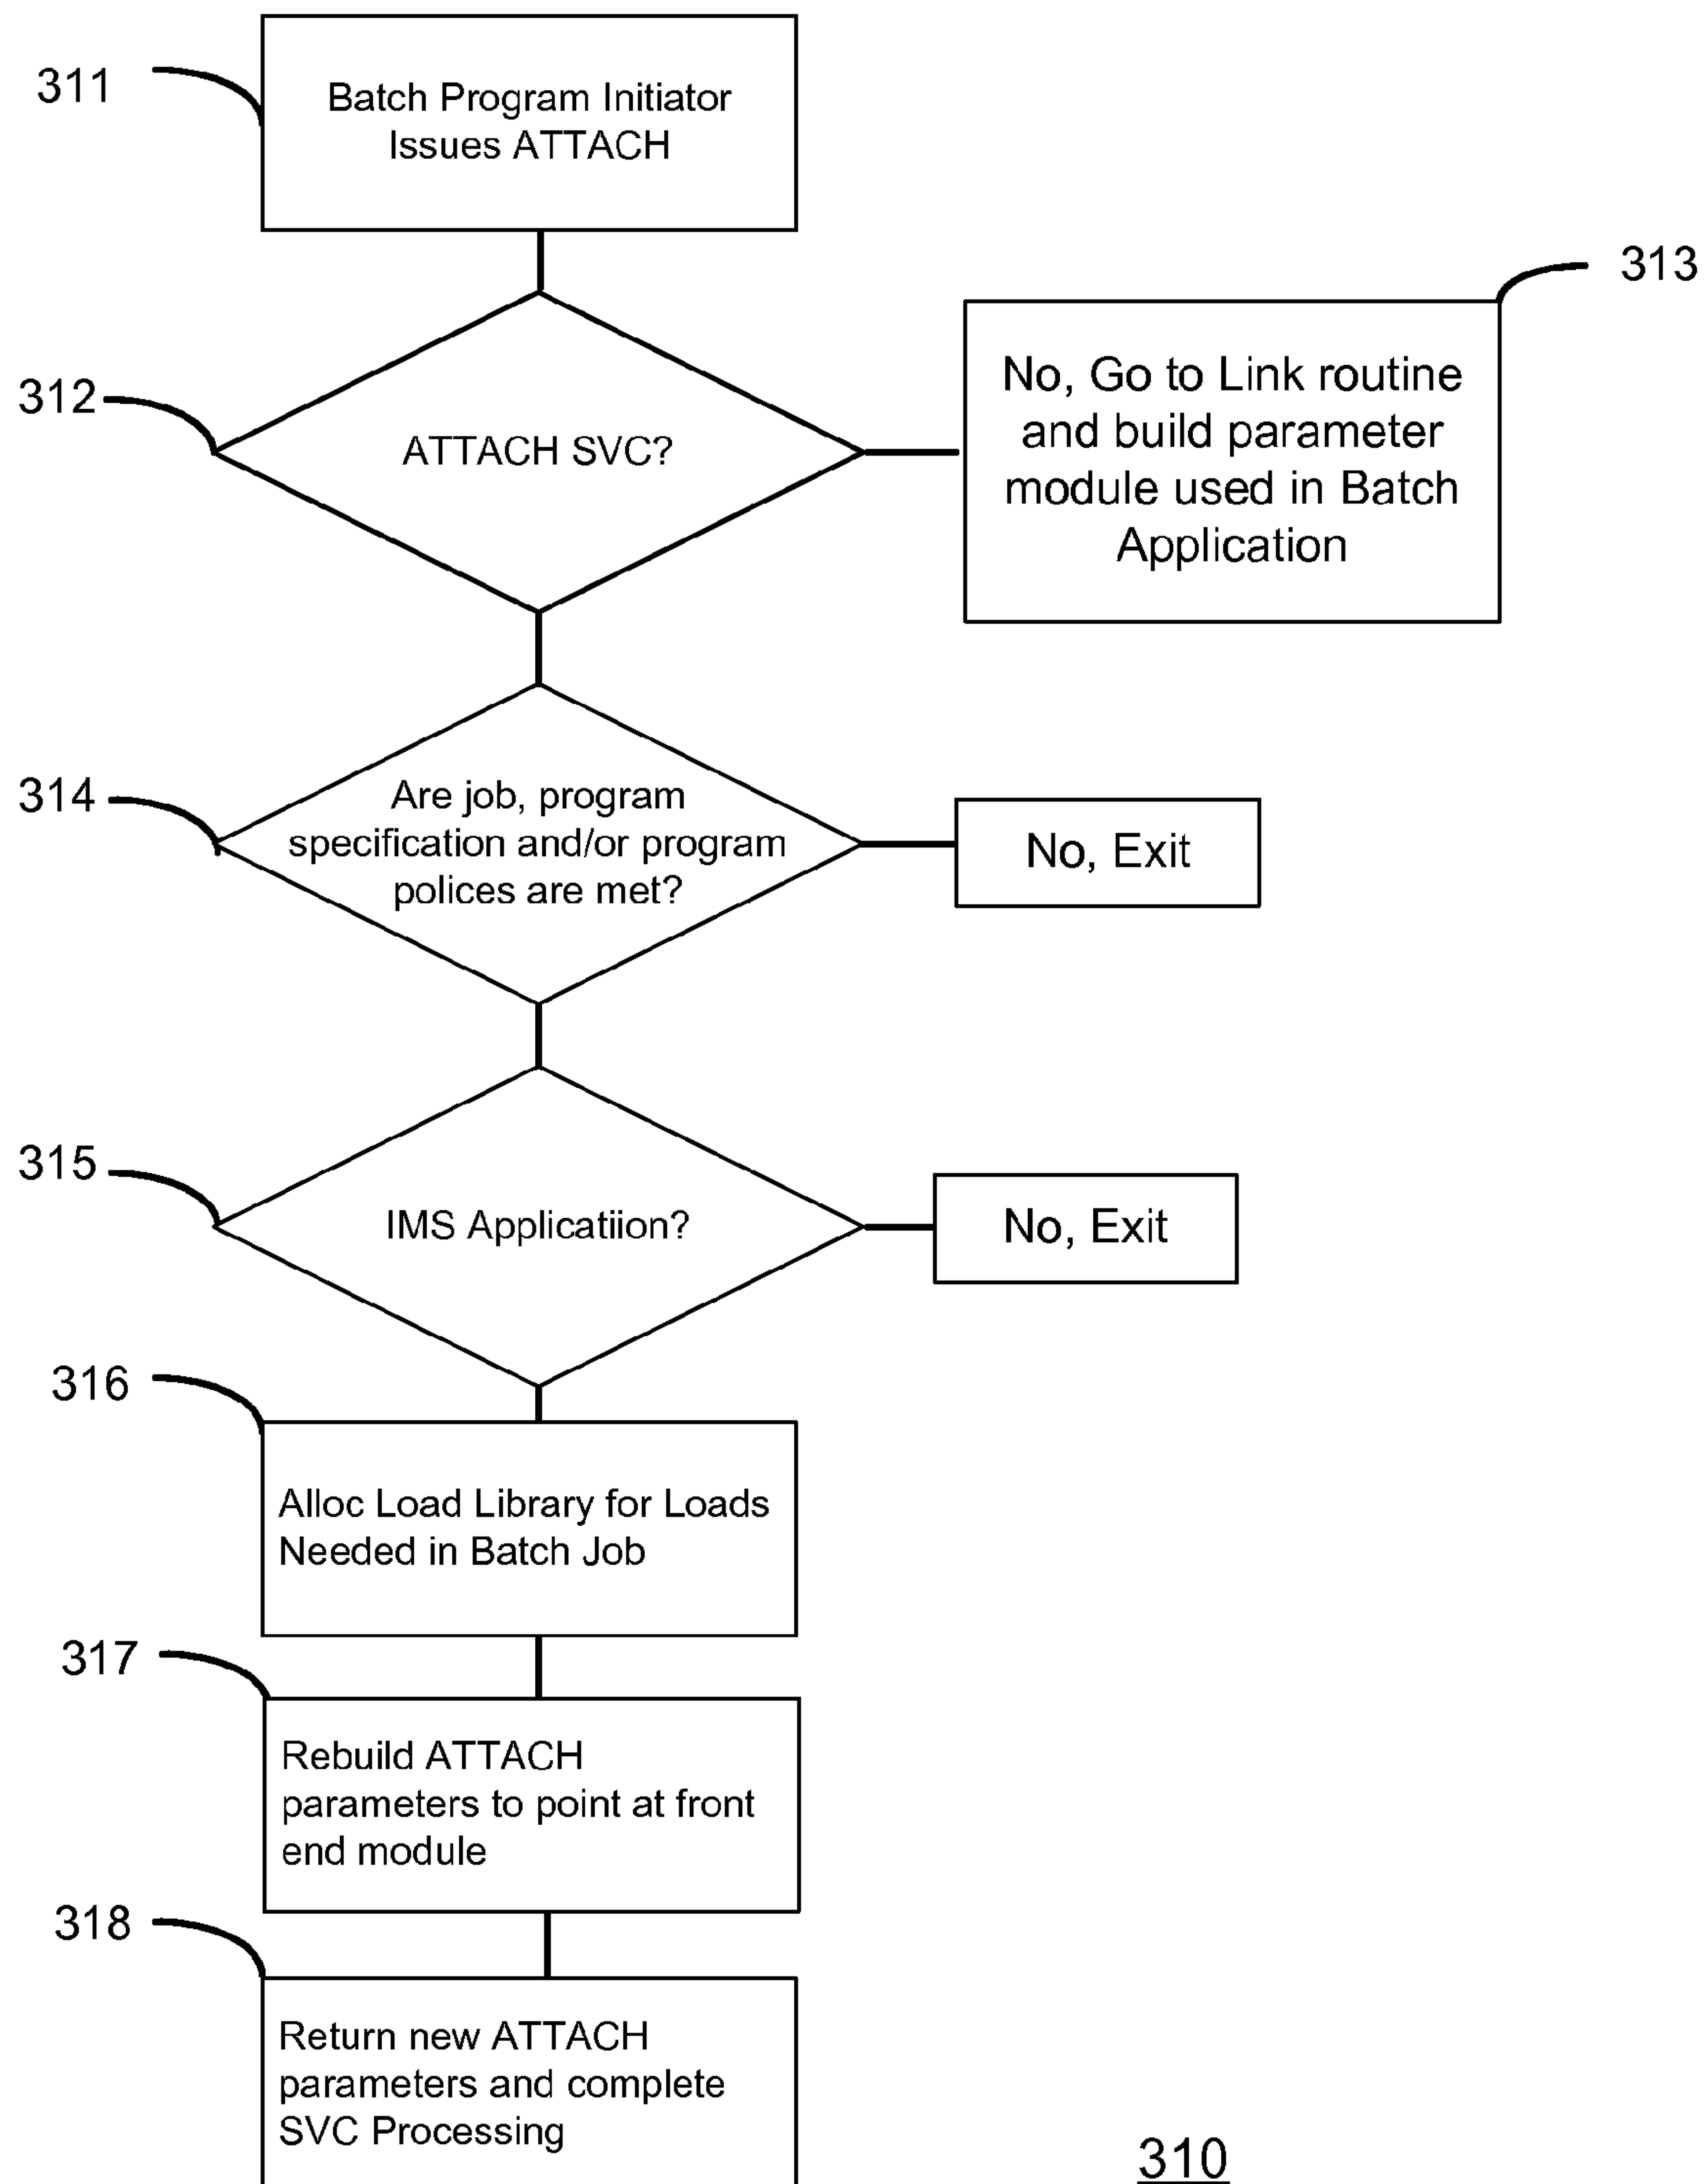 311
Batch Program Initiator
Issues ATTACH
313
312
ATTACH SVC?
No, Go to Link routine
and build parameter
module used in Batch
Application
314
Are job, program
specification and/or program
polices are met?
No, Exit
315
IMS Applicatiion?
No, Exit
316
Alloc Load Library for Loads
Needed in Batch Job
317
Rebuild ATTACH
parameters to point at front
end module
318
Return new ATTACH
parameters and complete
SVC Processing
310